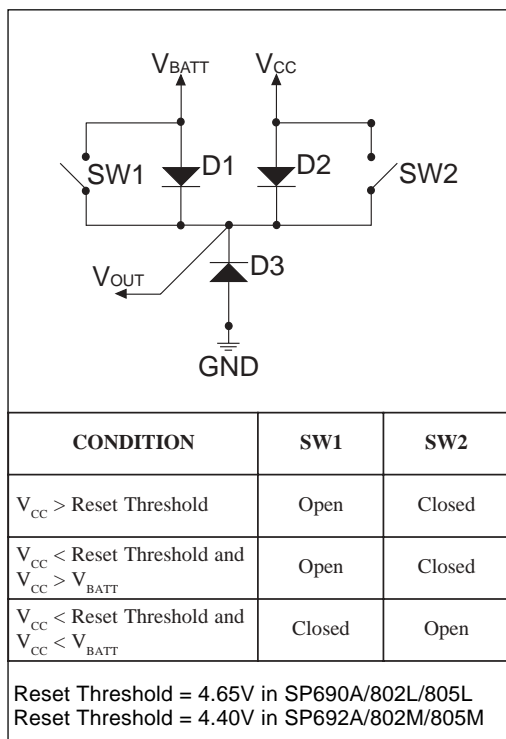 VBATT VCC
SW1 D1 D2 SW2
VOUT D3
GND
CONDITION SW1 SW2
VCC > Reset Threshold Open Closed
VCC < Reset Threshold and
VCC > VBATT Open Closed
VCC < Reset Threshold and
VCC < VBATT Closed Open
Reset Threshold = 4.65V in SP690A/802L/805L
Reset Threshold = 4.40V in SP692A/802M/805M